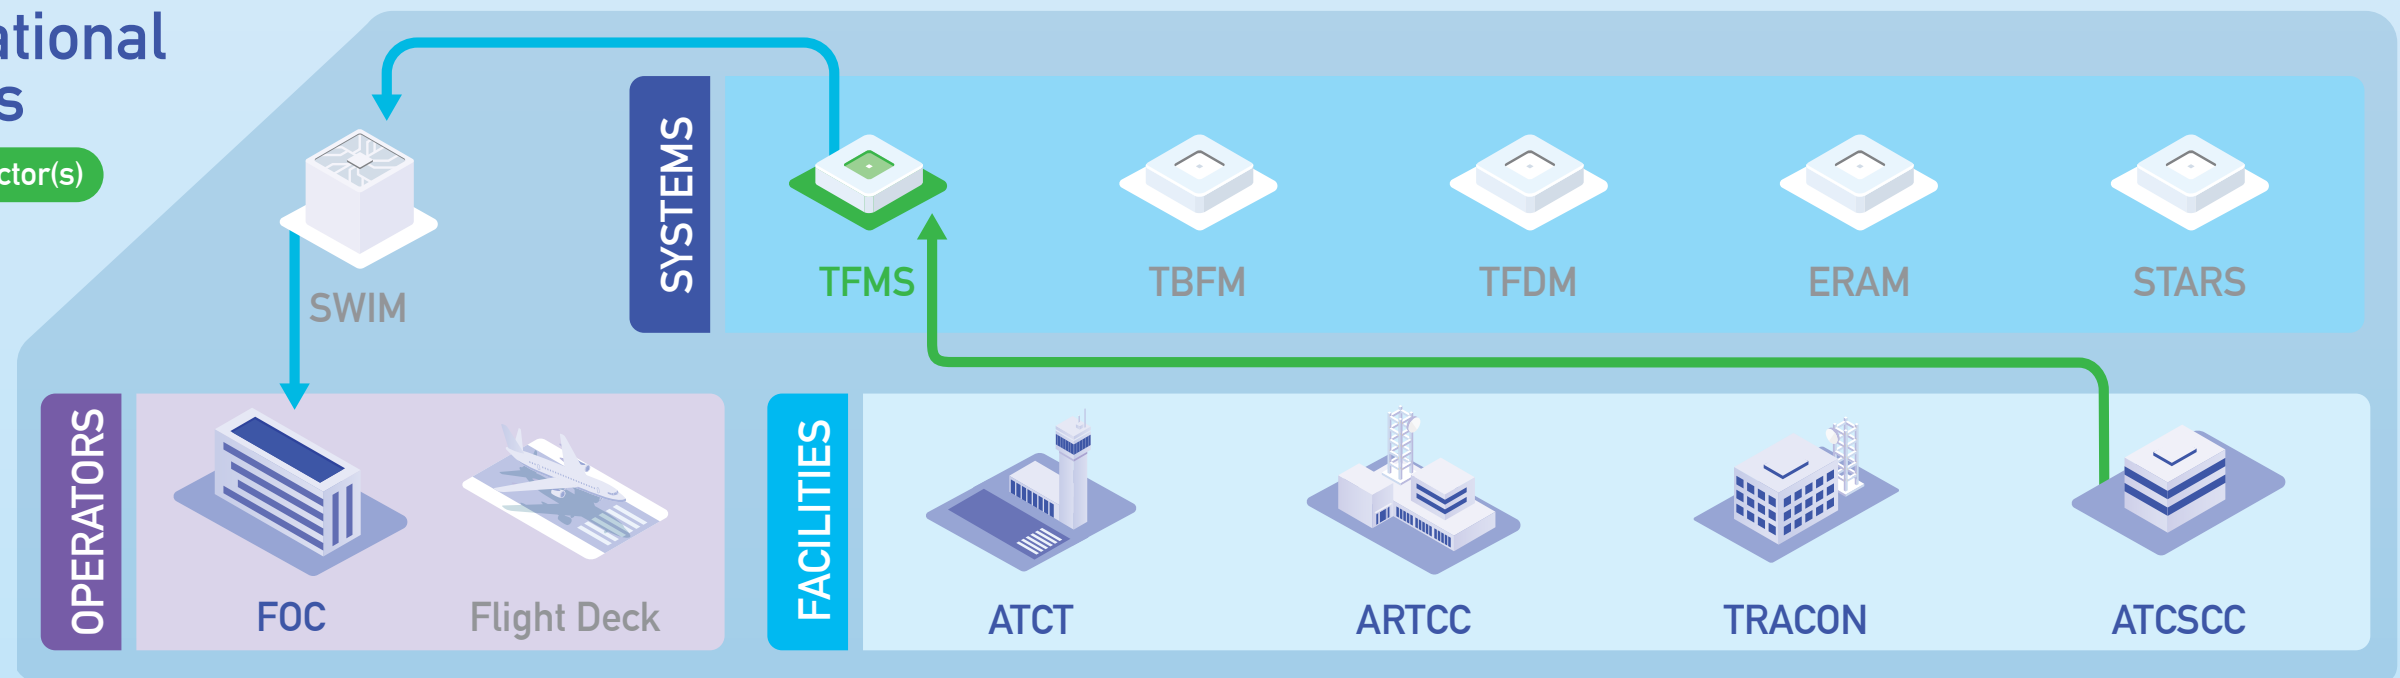 ational
s
ctor(s)
SYSTEMS
TFMS
TBFM
TFDM
ERAM
STARS
SWIM
OPERATORS
FOC
Flight Deck
FACILITIES
ATCT
ARTCC
TRACON
ATCSCC